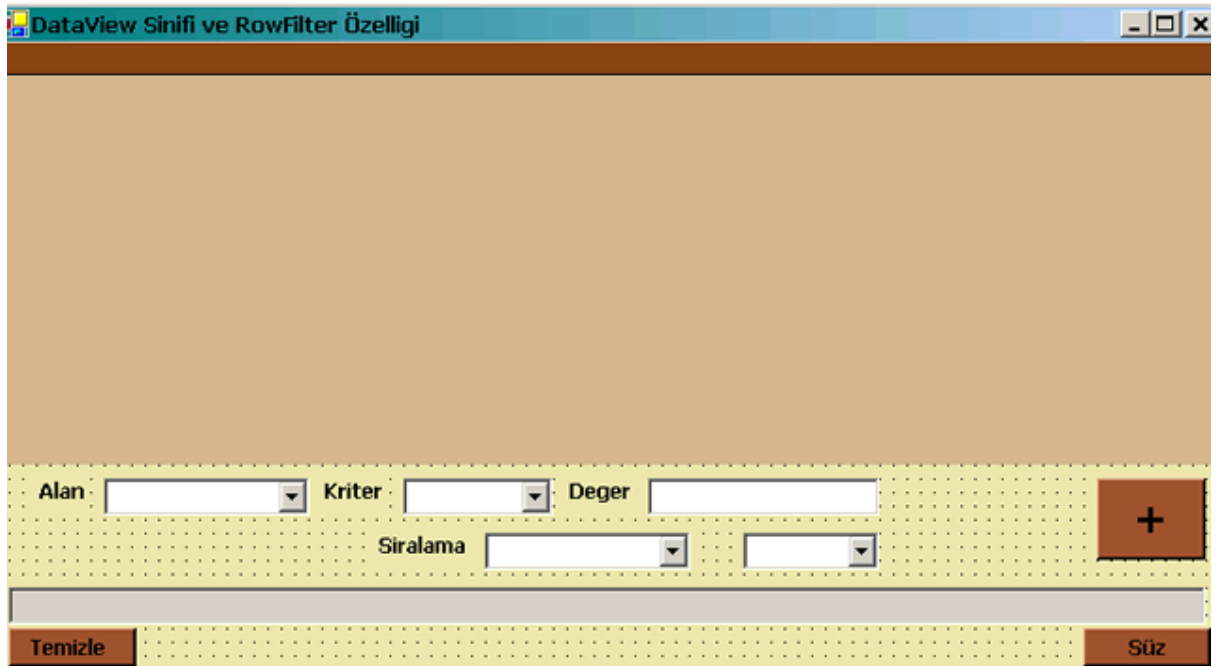 DataView Sinifi ve RowFilter Özelligi
Alan Kriter Deger
+
Siralama
Temizle Süz